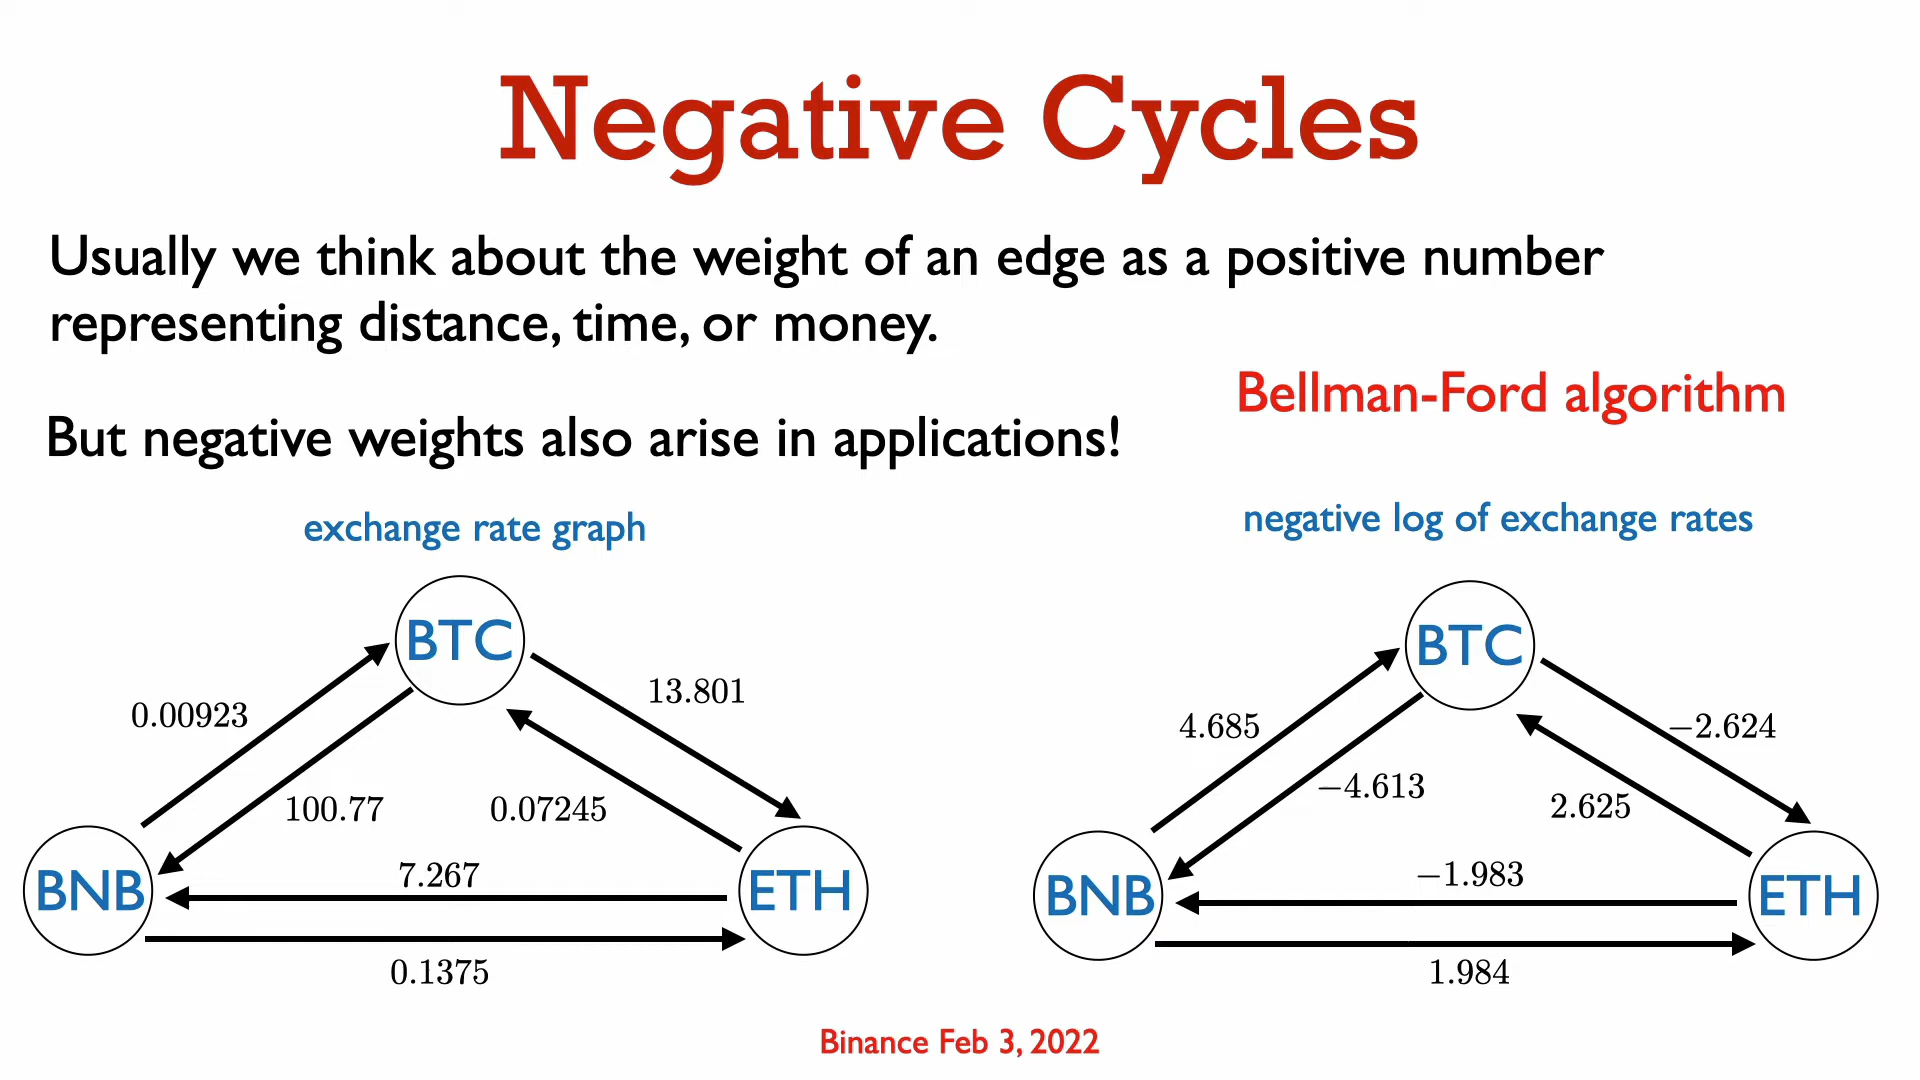 Negative Cycles
Usually we think about the weight of an edge as a positive number
representing distance, time, or money.
Bellman-Ford algorithm
But negative weights also arise in applications!
exchange rate graph
BTC
13.801
0.00923
100.77
0.07245
7.267
BNB
ETH
0.1375
negative log of exchange rates
BTC
4.685
−2.624
−4.613
2.625
−1.983
BNB
ETH
1.984
Binance Feb 3, 2022